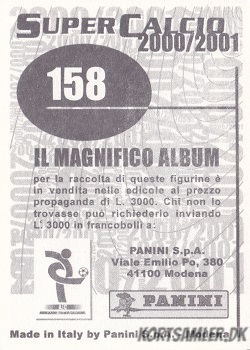 SUPERCALCIO
2000/2001
158
IL MAGNIFICO ALBUM
per la raccolta di queste figurine è
in vendita nelle edicole al prezzo
propaganda di L. 3000. Chi non lo
trovasse può richiederlo inviando
L. 3000 in francobolli a:
PANINI S.p.A.
Viale Emilio Po, 380
41100 Modena
PANINI
Made in Italy by Panini S.p.A. - Modena
KORTSAMLER.DK